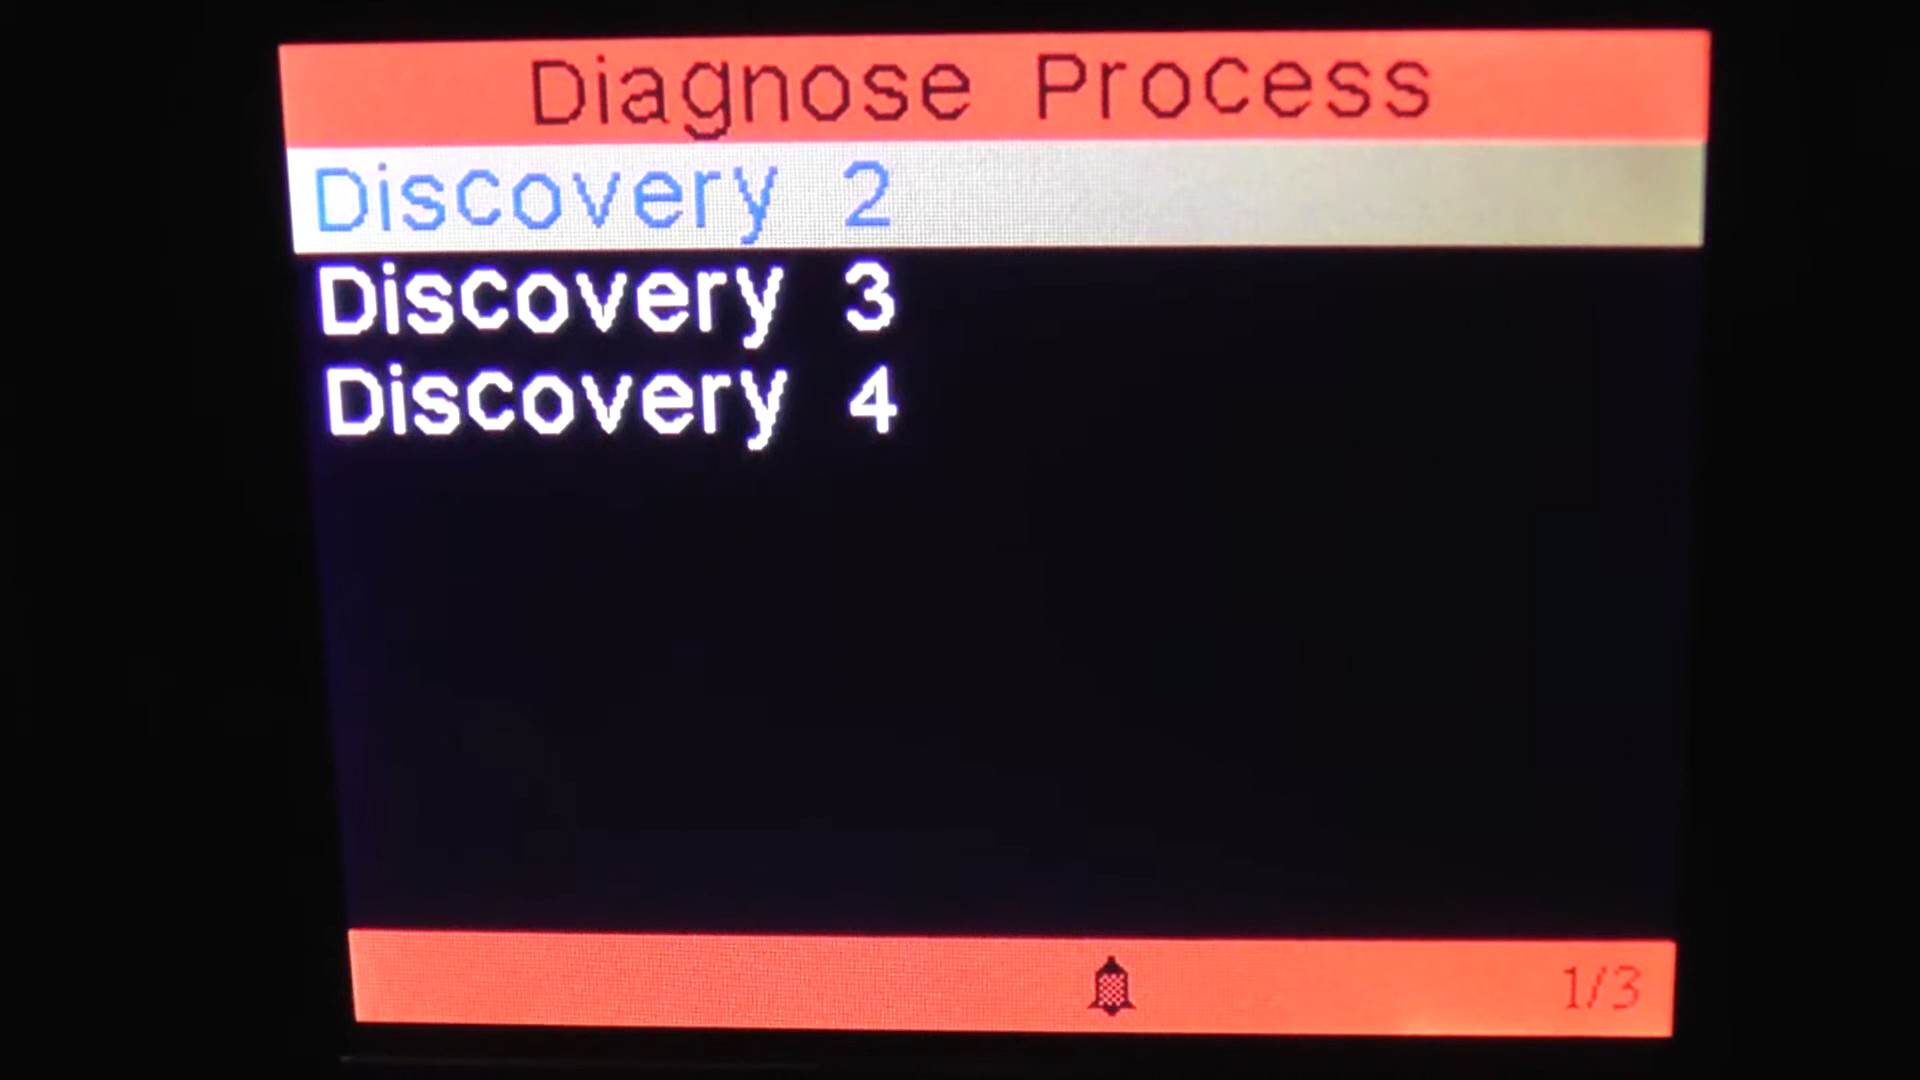 Diagnose Process
Discovery 2
Discovery 3
Discovery 4
1/3